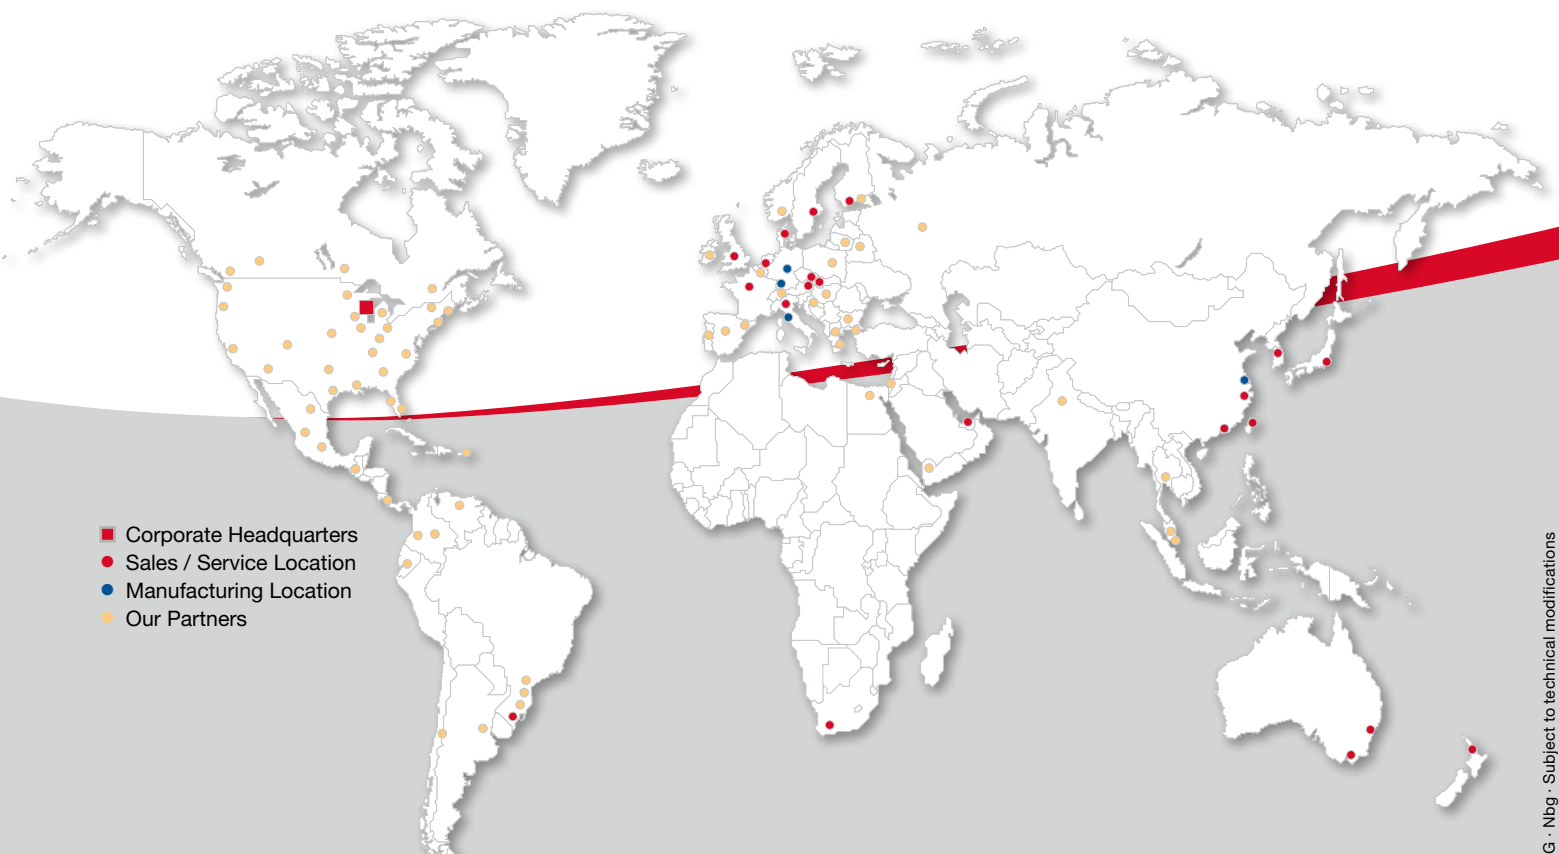 Corporate Headquarters
Sales / Service Location
Manufacturing Location
Our Partners
G · Nbg · Subject to technical modifications